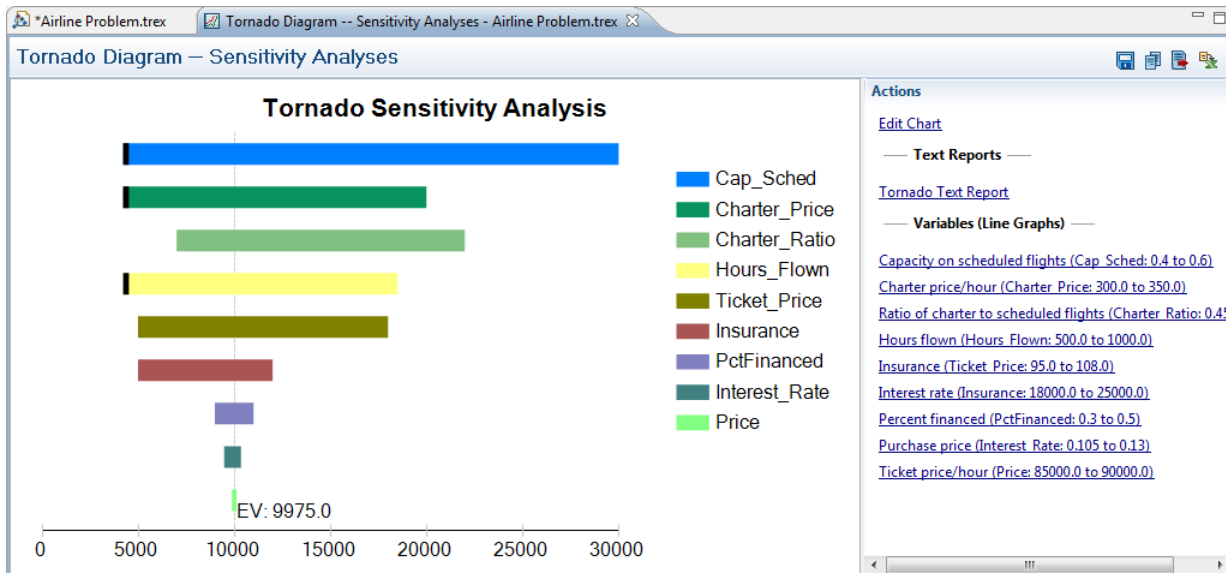 *Airline Problem.trex
Tornado Diagram -- Sensitivity Analyses - Airline Problem.trex
Tornado Diagram — Sensitivity Analyses
Tornado Sensitivity Analysis
Cap_Sched
Charter_Price
Charter_Ratio
Hours_Flown
Ticket_Price
Insurance
PctFinanced
Interest_Rate
Price
EV: 9975.0
0 5000 10000 15000 20000 25000 30000
Actions
Edit Chart
Text Reports
Tornado Text Report
Variables (Line Graphs)
Capacity on scheduled flights (Cap_Sched: 0.4 to 0.6)
Charter price/hour (Charter_Price: 300.0 to 350.0)
Ratio of charter to scheduled flights (Charter_Ratio: 0.45
Hours flown (Hours_Flown: 500.0 to 1000.0)
Insurance (Ticket_Price: 95.0 to 108.0)
Interest rate (Insurance: 18000.0 to 25000.0)
Percent financed (PctFinanced: 0.3 to 0.5)
Purchase price (Interest_Rate: 0.105 to 0.13)
Ticket price/hour (Price: 85000.0 to 90000.0)